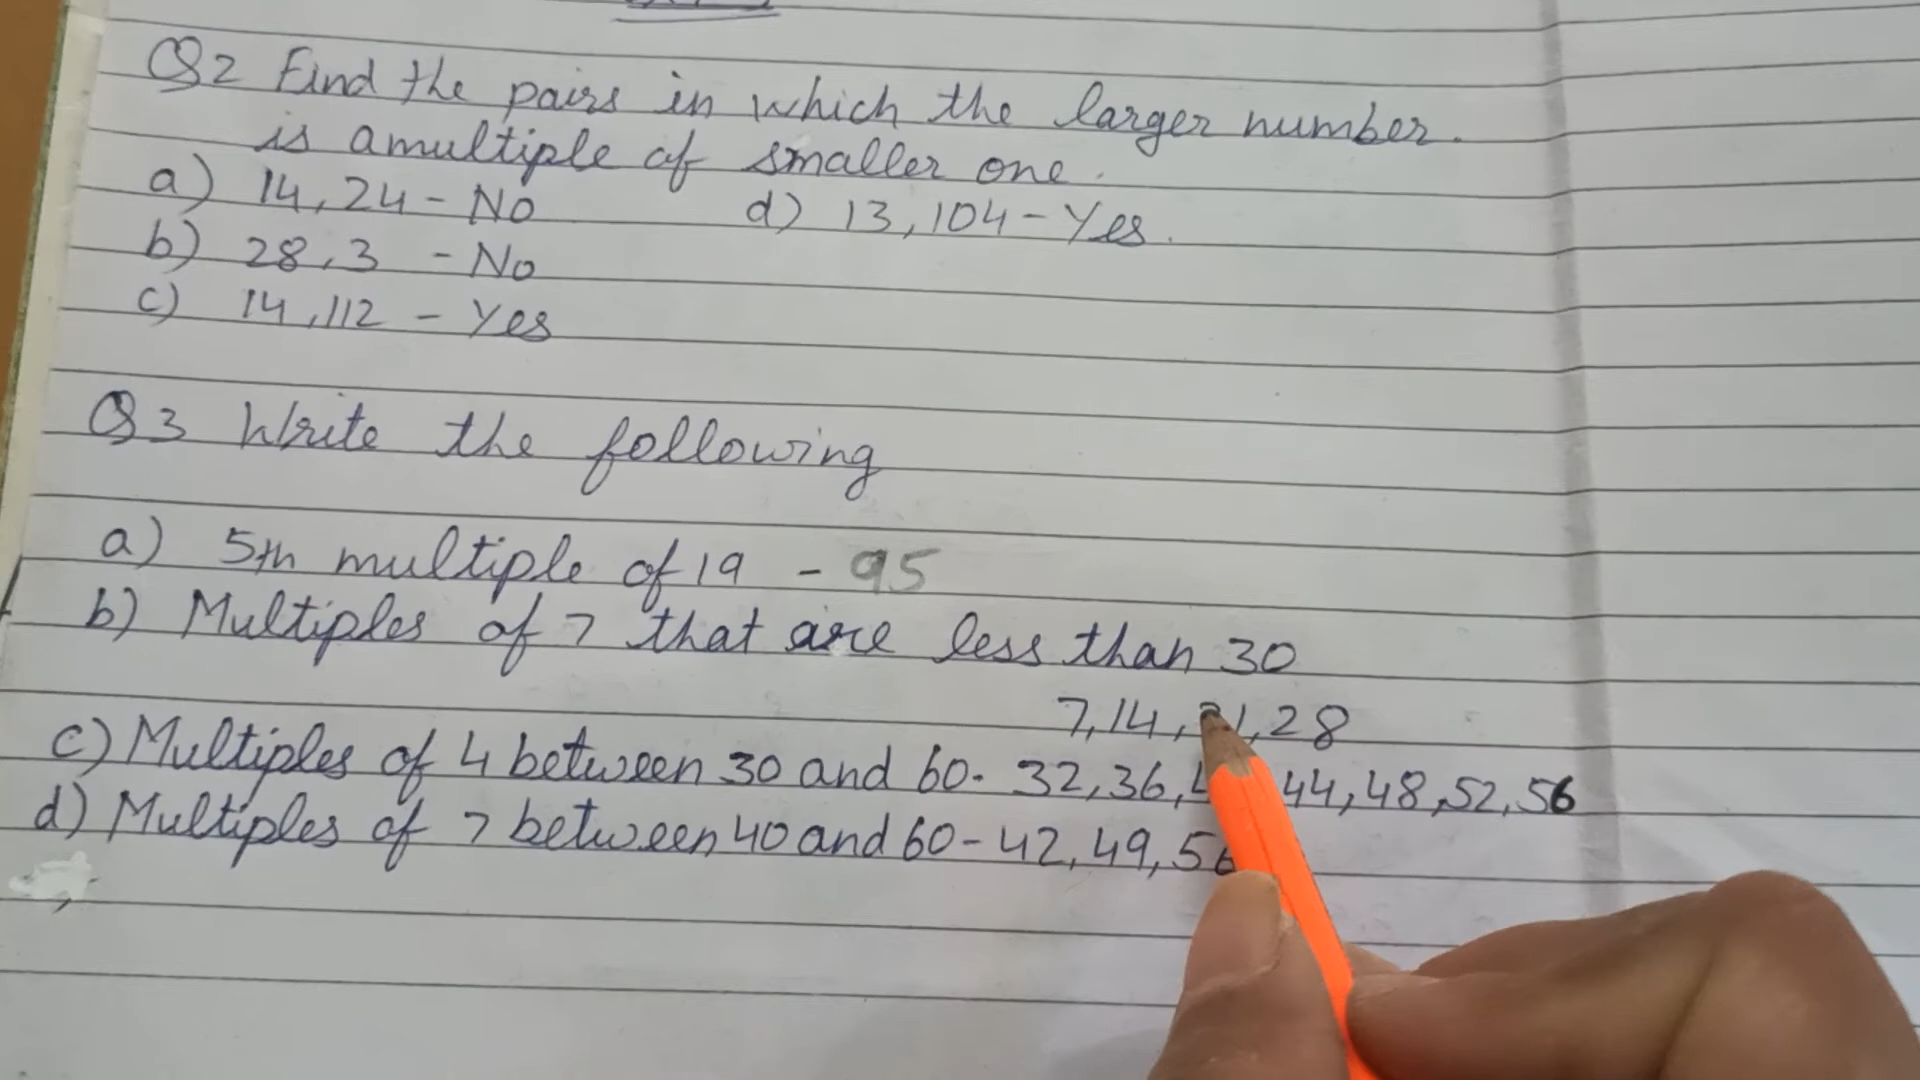 Q2 Find the pairs in which the larger number.
is a multiple of smaller one.
a) 14, 24 - No d) 13, 104 - Yes.
b) 28, 3 - No
c) 14, 112 - Yes
Q3 Write the following
a) 5th multiple of 19 - 95
b) Multiples of 7 that are less than 30
7, 14, 21, 28
c) Multiples of 4 between 30 and 60. 32, 36, 44, 48, 52, 56
d) Multiples of 7 between 40 and 60 - 42, 49, 56